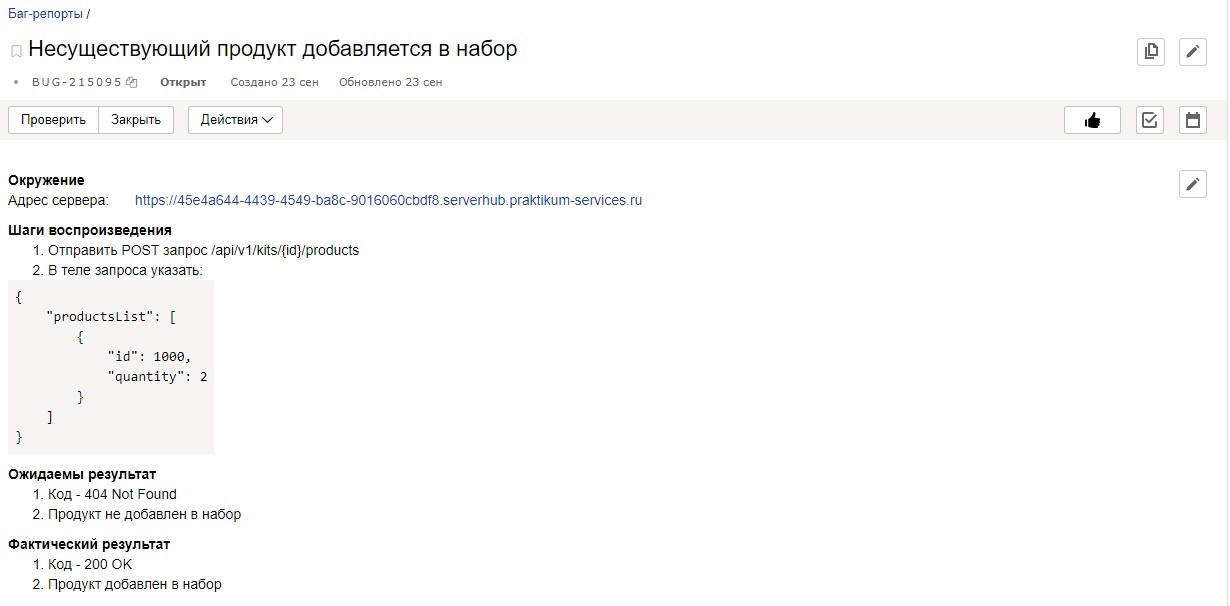 Баг-репорты /
Несуществующий продукт добавляется в набор
BUG-215095 Открыт Создано 23 сен Обновлено 23 сен
Проверить Закрыть Действия
Окружение
Адрес сервера: https://45e4a644-4439-4549-ba8c-9016060cbdf8.serverhub.praktikum-services.ru
Шаги воспроизведения
1. Отправить POST запрос /api/v1/kits/{id}/products
2. В теле запроса указать:
{
    "productsList": [
        {
            "id": 1000,
            "quantity": 2
        }
    ]
}
Ожидаемы результат
1. Код - 404 Not Found
2. Продукт не добавлен в набор
Фактический результат
1. Код - 200 OK
2. Продукт добавлен в набор